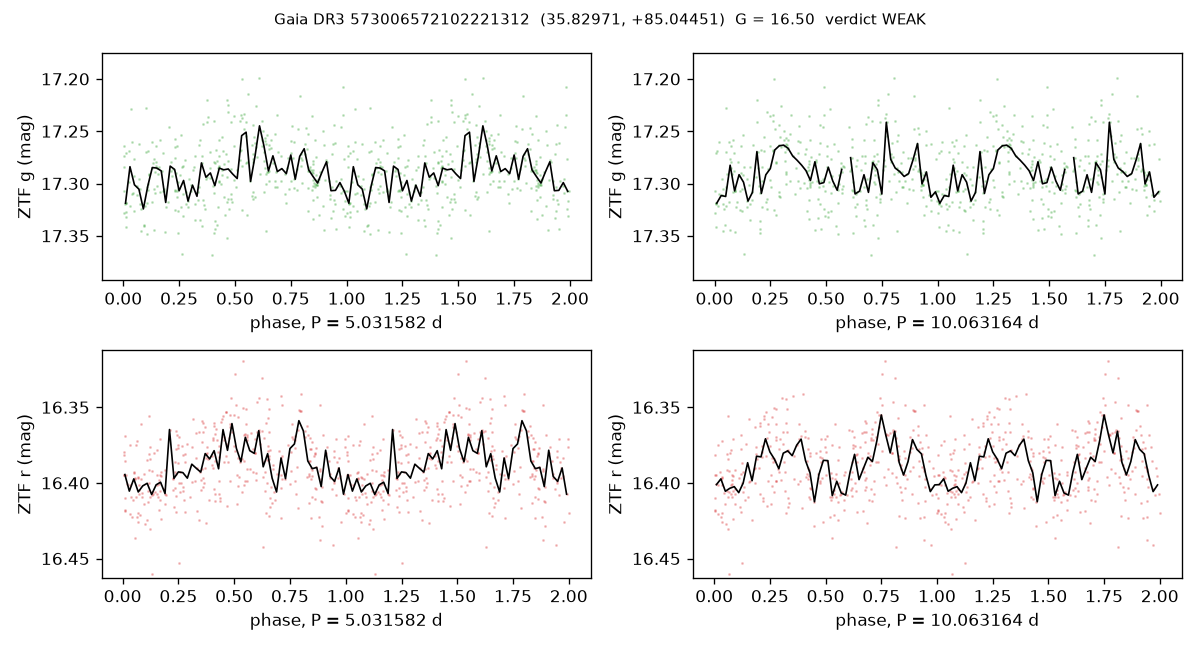 Gaia DR3 573006572102221312  (35.82971, +85.04451)  G = 16.50  verdict WEAK
17.20
17.25
17.30
17.35
ZTF g (mag)
0.00 0.25 0.50 0.75 1.00 1.25 1.50 1.75 2.00
phase, P = 5.031582 d
17.20
17.25
17.30
17.35
ZTF g (mag)
0.00 0.25 0.50 0.75 1.00 1.25 1.50 1.75 2.00
phase, P = 10.063164 d
16.35
16.40
16.45
ZTF r (mag)
0.00 0.25 0.50 0.75 1.00 1.25 1.50 1.75 2.00
phase, P = 5.031582 d
16.35
16.40
16.45
ZTF r (mag)
0.00 0.25 0.50 0.75 1.00 1.25 1.50 1.75 2.00
phase, P = 10.063164 d